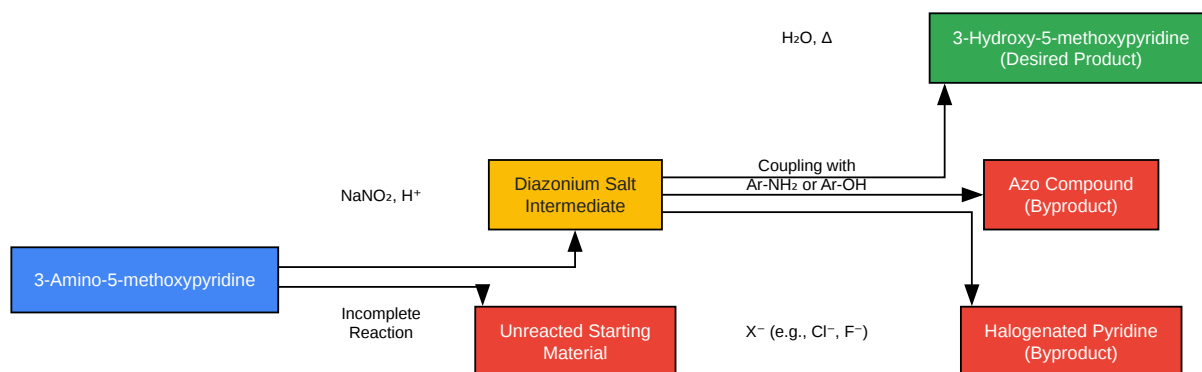 H₂O, Δ
3-Hydroxy-5-methoxypyridine
(Desired Product)
NaNO₂, H⁺
Diazonium Salt
Intermediate
Coupling with
Ar-NH₂ or Ar-OH
Azo Compound
(Byproduct)
3-Amino-5-methoxypyridine
Incomplete
Reaction
Unreacted Starting
Material
X⁻ (e.g., Cl⁻, F⁻)
Halogenated Pyridine
(Byproduct)